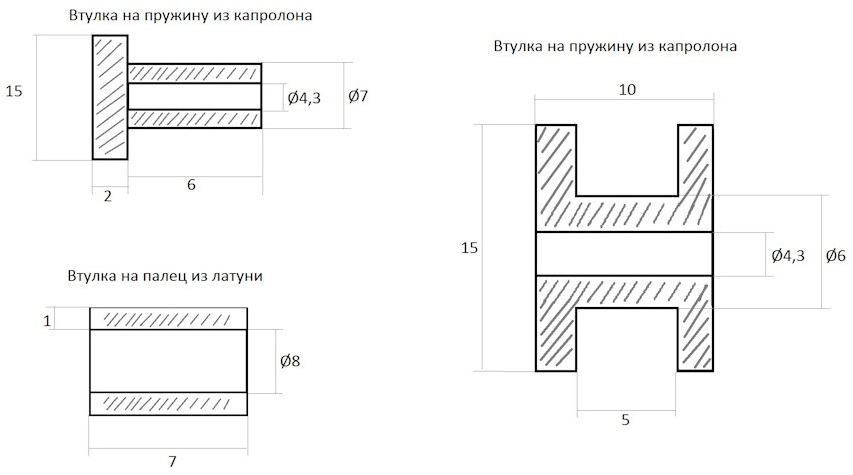 Втулка на пружину из капролона
15
Ø4,3
Ø7
6
2
Втулка на палец из латуни
1
Ø8
7
Втулка на пружину из капролона
10
15
Ø4,3
Ø6
5